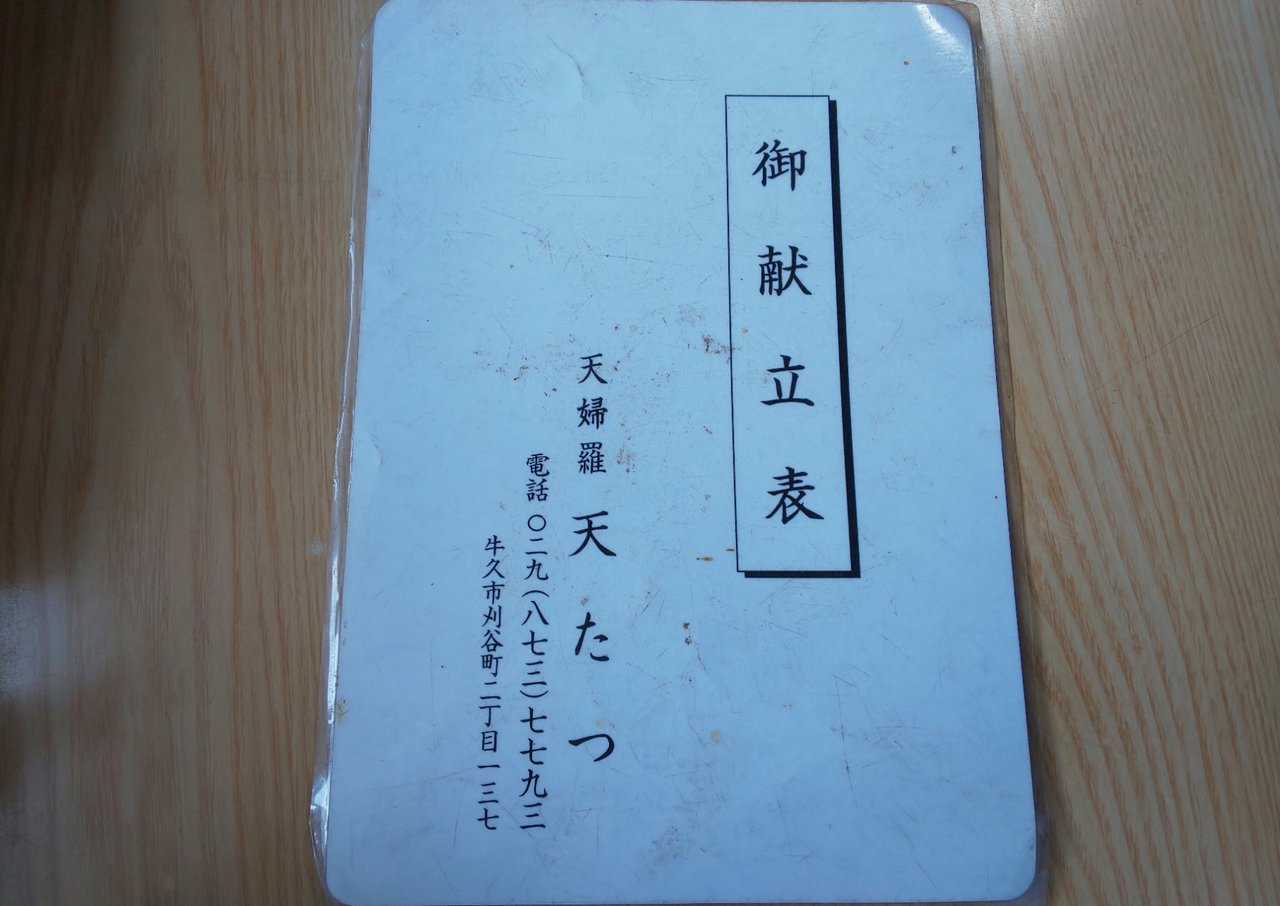 御献立表
天婦羅 天たつ
電話〇二九(八七三)七七九三
牛久市刈谷町二丁目一三七